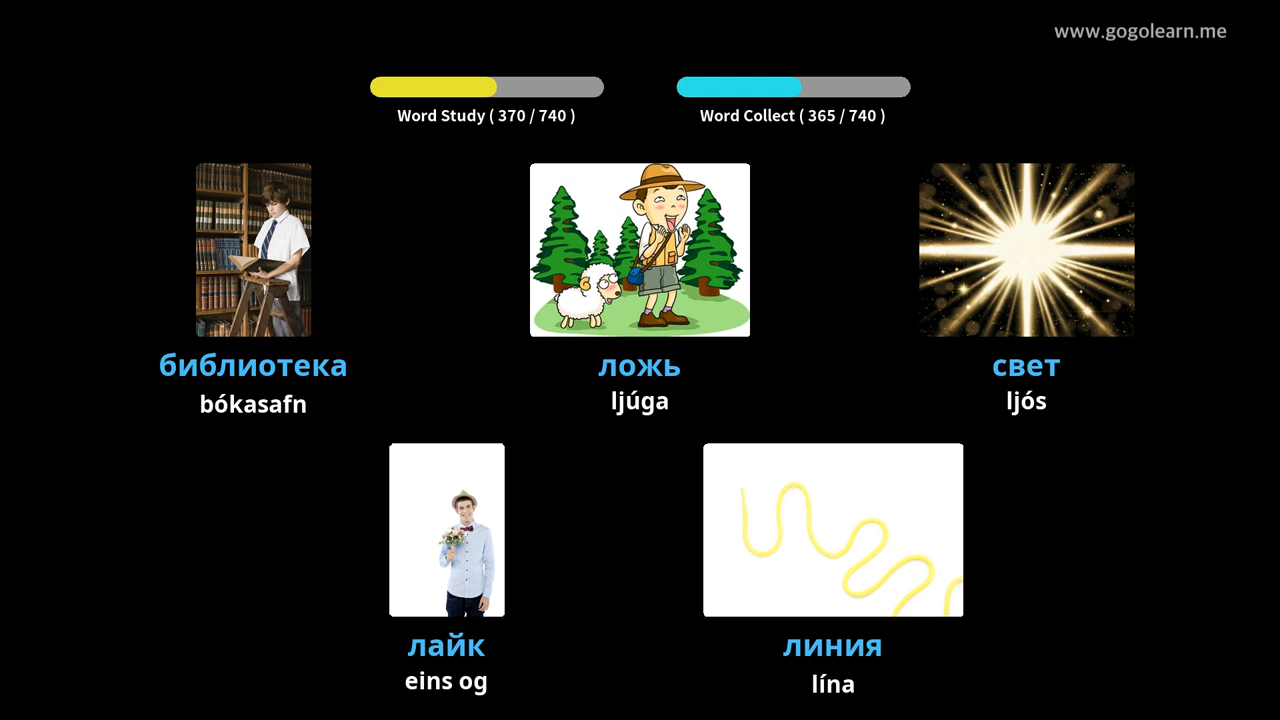 www.gogolearn.me
Word Study ( 370 / 740 )
Word Collect ( 365 / 740 )
библиотека
bókasafn
ложь
ljúga
свет
ljós
лайк
eins og
линия
lína